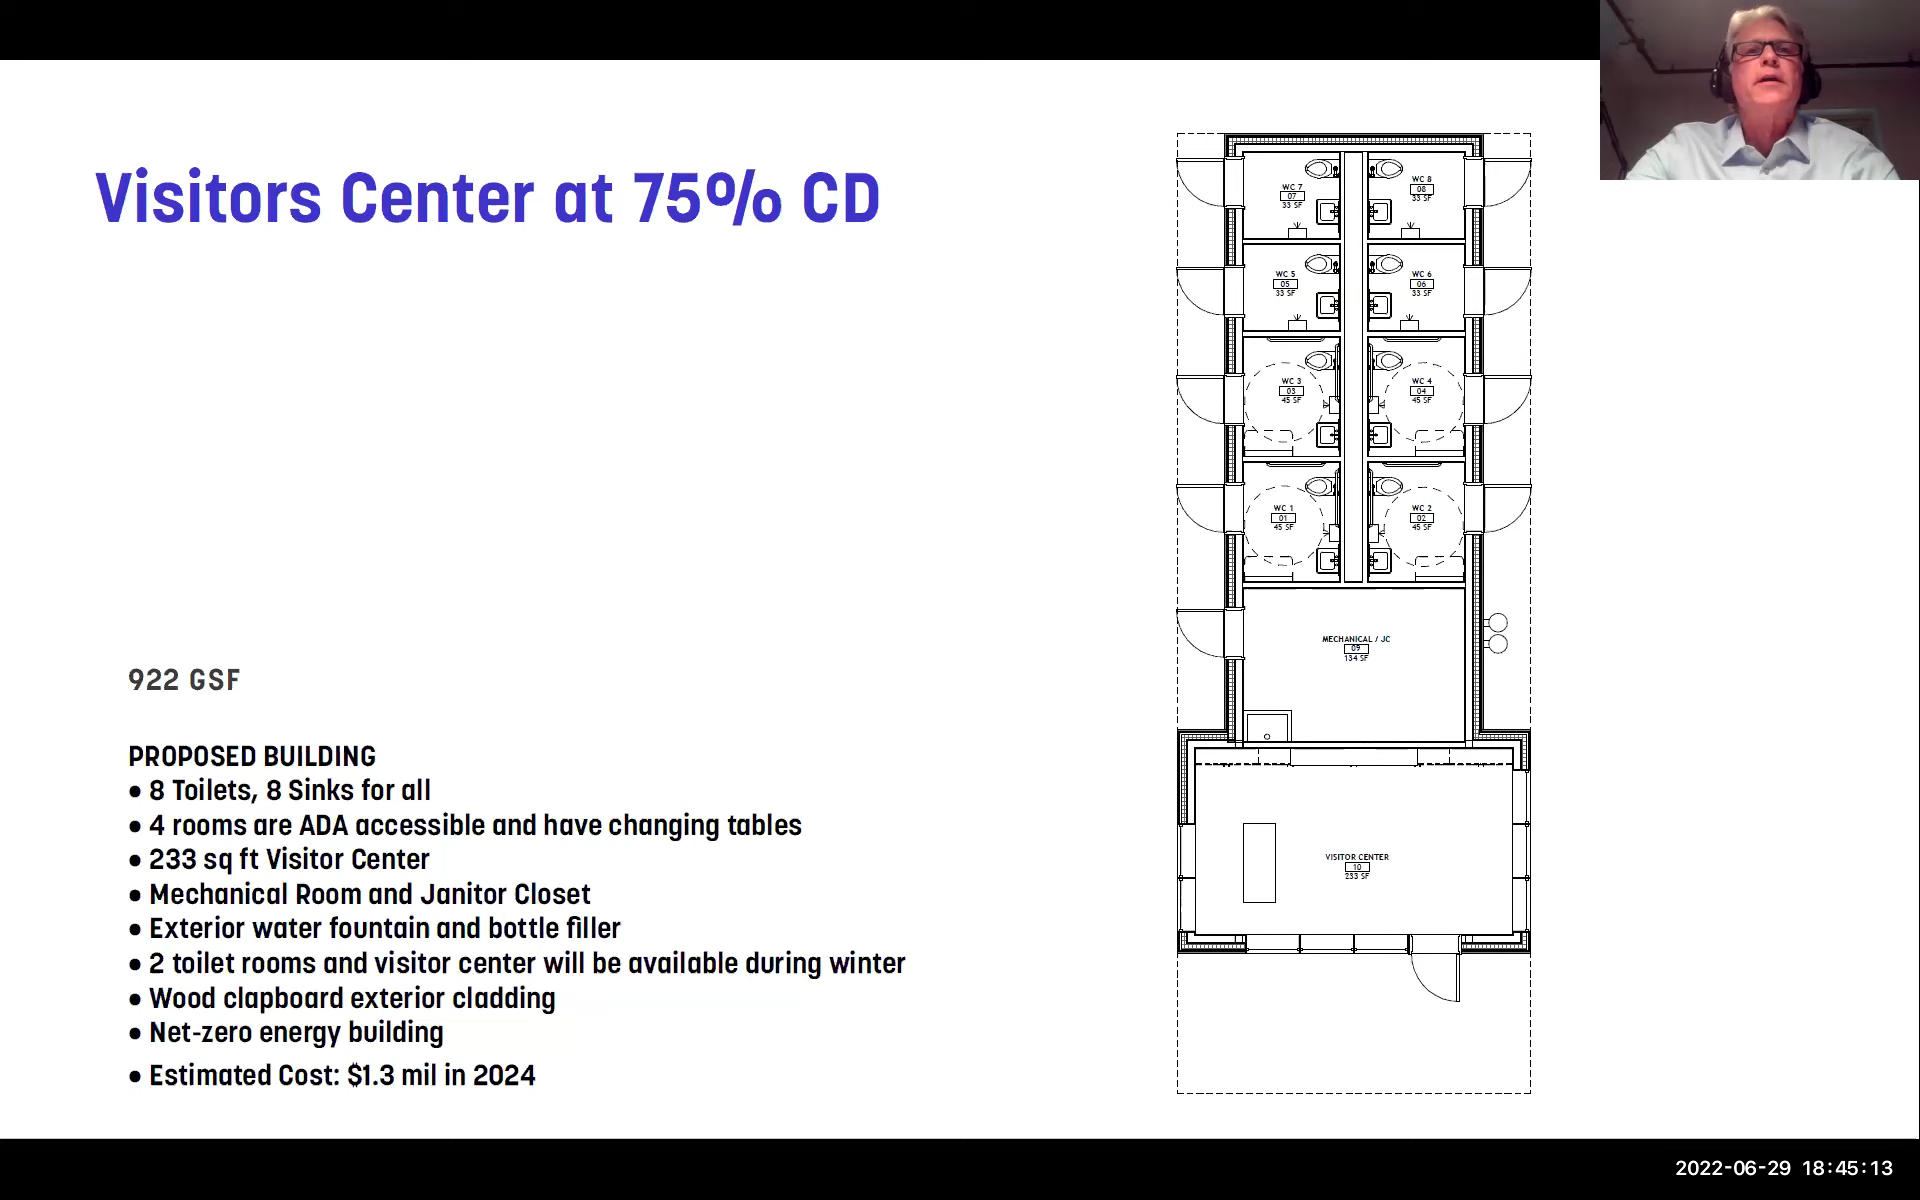 Visitors Center at 75% CD
922 GSF
PROPOSED BUILDING
• 8 Toilets, 8 Sinks for all
• 4 rooms are ADA accessible and have changing tables
• 233 sq ft Visitor Center
• Mechanical Room and Janitor Closet
• Exterior water fountain and bottle filler
• 2 toilet rooms and visitor center will be available during winter
• Wood clapboard exterior cladding
• Net-zero energy building
• Estimated Cost: $1.3 mil in 2024
WC 7
07
33 SF
WC 8
08
33 SF
WC 5
05
33 SF
WC 6
06
33 SF
WC 3
03
45 SF
WC 4
04
45 SF
WC 1
01
45 SF
WC 2
02
45 SF
MECHANICAL / JC
09
134 SF
VISITOR CENTER
10
233 SF
2022-06-29 18:45:13